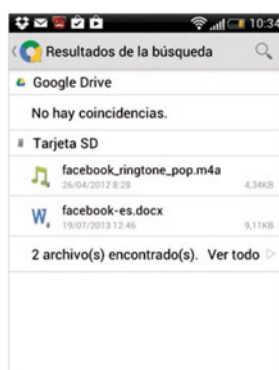 10:34
Resultados de la búsqueda
Google Drive
No hay coincidencias.
Tarjeta SD
facebook_ringtone_pop.m4a
26/04/2012 8:28 4,34KB
facebook-es.docx
19/07/2013 12:46 9,11KB
2 archivo(s) encontrado(s). Ver todo